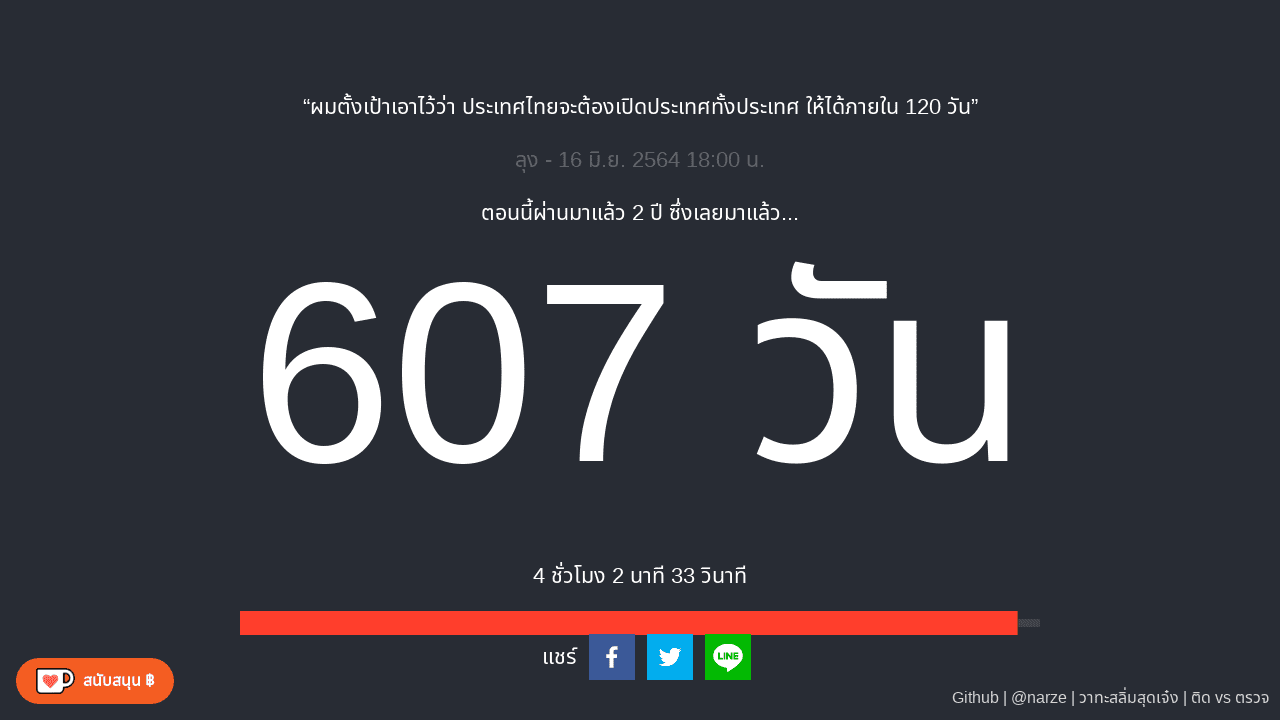 “ผมตั้งเป้าเอาไว้ว่า ประเทศไทยจะต้องเปิดประเทศทั้งประเทศ ให้ได้ภายใน 120 วัน”
ลุง - 16 มิ.ย. 2564 18:00 น.
ตอนนี้ผ่านมาแล้ว 2 ปี ซึ่งเลยมาแล้ว...
607 วัน
4 ชั่วโมง 2 นาที 33 วินาที
แชร์
LINE
สนับสนุน ฿
Github | @narze | วาทะสลิ่มสุดเจ๋ง | ติด vs ตรวจ